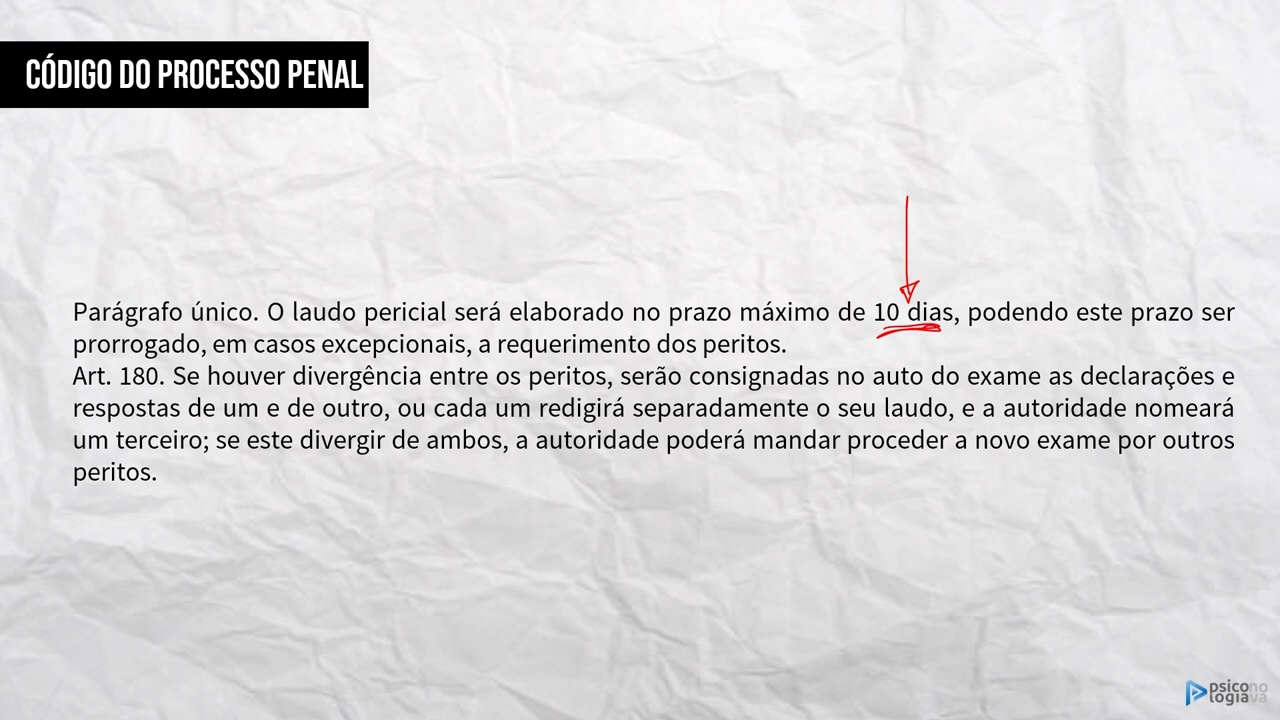 CÓDIGO DO PROCESSO PENAL
Parágrafo único. O laudo pericial será elaborado no prazo máximo de 10 dias, podendo este prazo ser
prorrogado, em casos excepcionais, a requerimento dos peritos.
Art. 180. Se houver divergência entre os peritos, serão consignadas no auto do exame as declarações e
respostas de um e de outro, ou cada um redigirá separadamente o seu laudo, e a autoridade nomeará
um terceiro; se este divergir de ambos, a autoridade poderá mandar proceder a novo exame por outros
peritos.
psicono
logiava